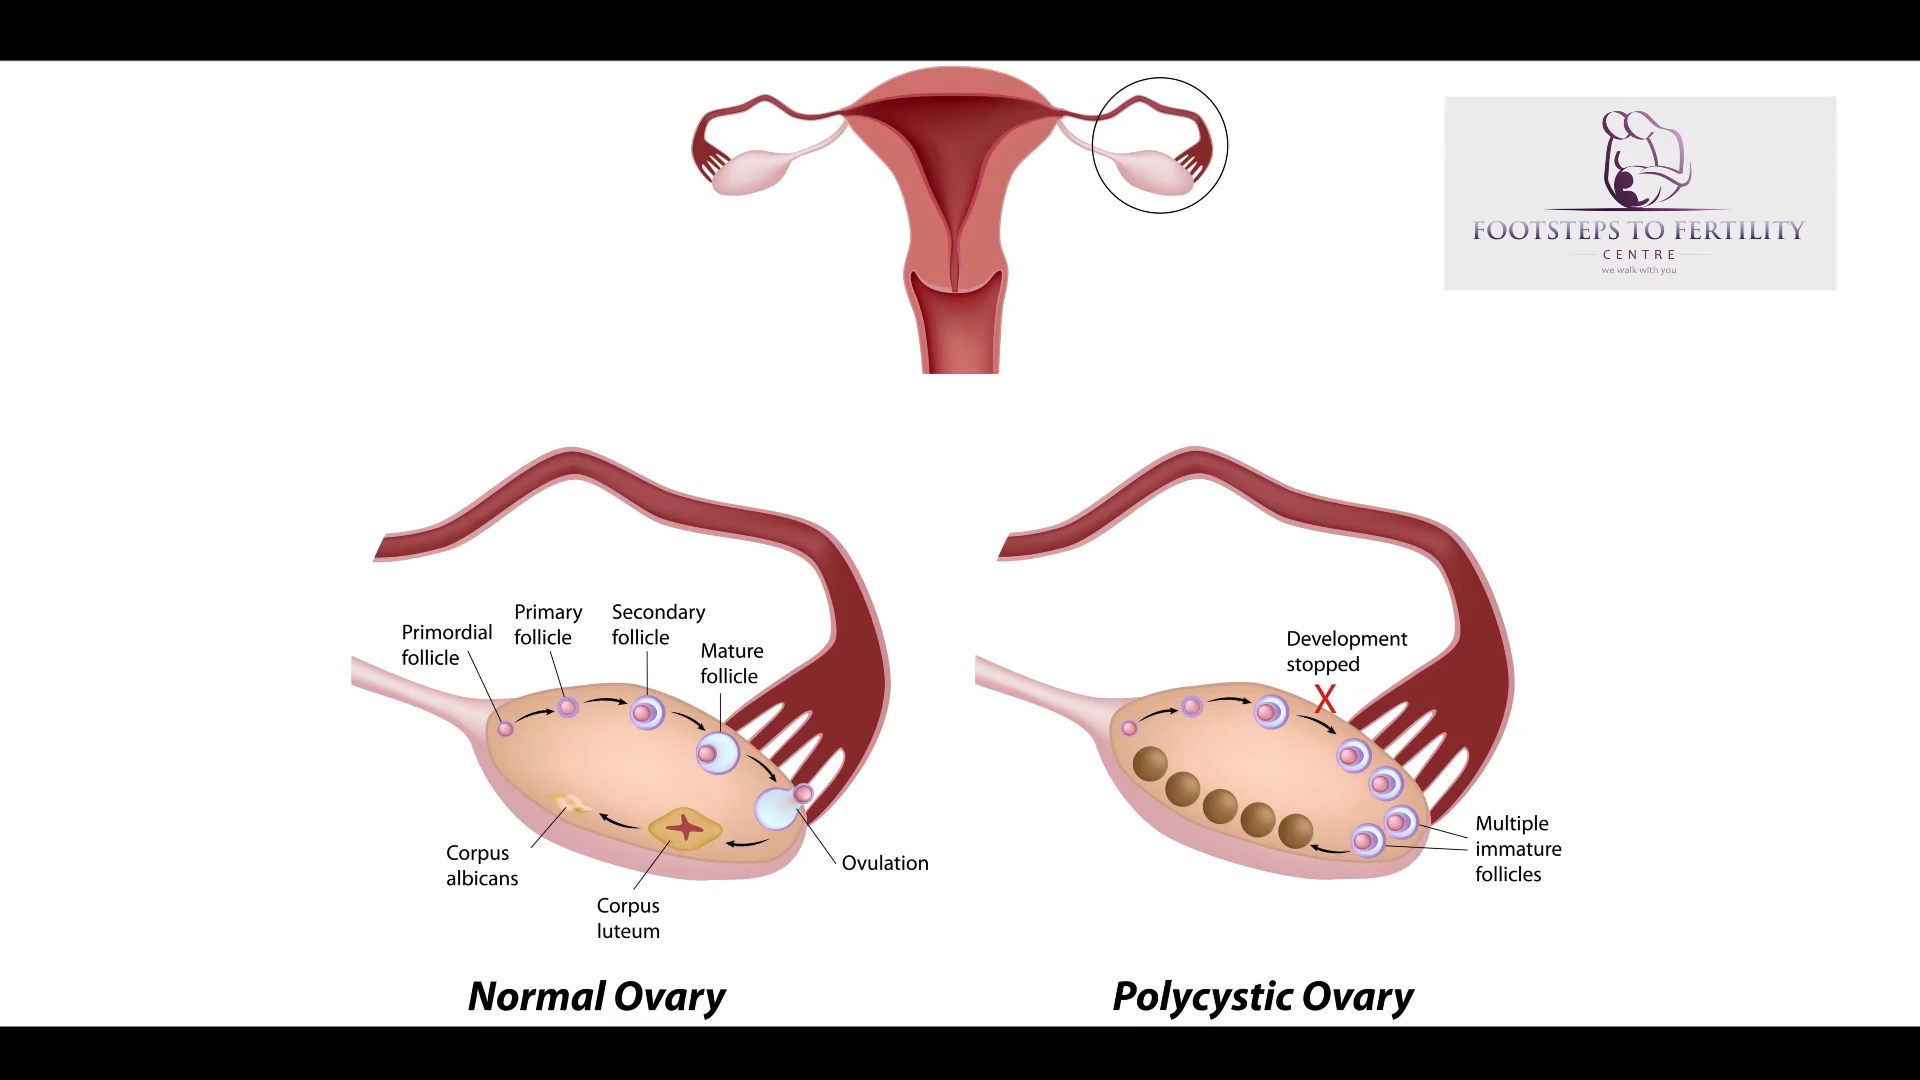 FOOTSTEPS TO FERTILITY
CENTRE
we walk with you
Primordial
follicle
Primary
follicle
Secondary
follicle
Mature
follicle
Corpus
albicans
Corpus
luteum
Ovulation
Normal Ovary
Development
stopped
X
Multiple
immature
follicles
Polycystic Ovary